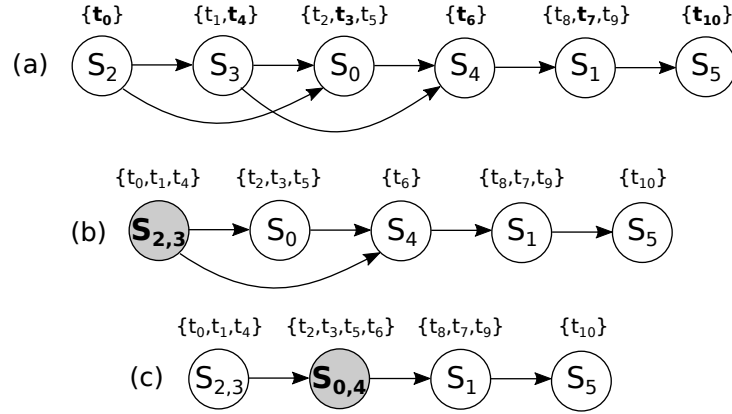 {t₀} {t₁,t₄} {t₂,t₃,t₅} {t₆} {t₈,t₇,t₉} {t₁₀}
(a) S₂ S₃ S₀ S₄ S₁ S₅
{t₀,t₁,t₄} {t₂,t₃,t₅} {t₆} {t₈,t₇,t₉} {t₁₀}
(b) S₂,₃ S₀ S₄ S₁ S₅
{t₀,t₁,t₄} {t₂,t₃,t₅,t₆} {t₈,t₇,t₉} {t₁₀}
(c) S₂,₃ S₀,₄ S₁ S₅